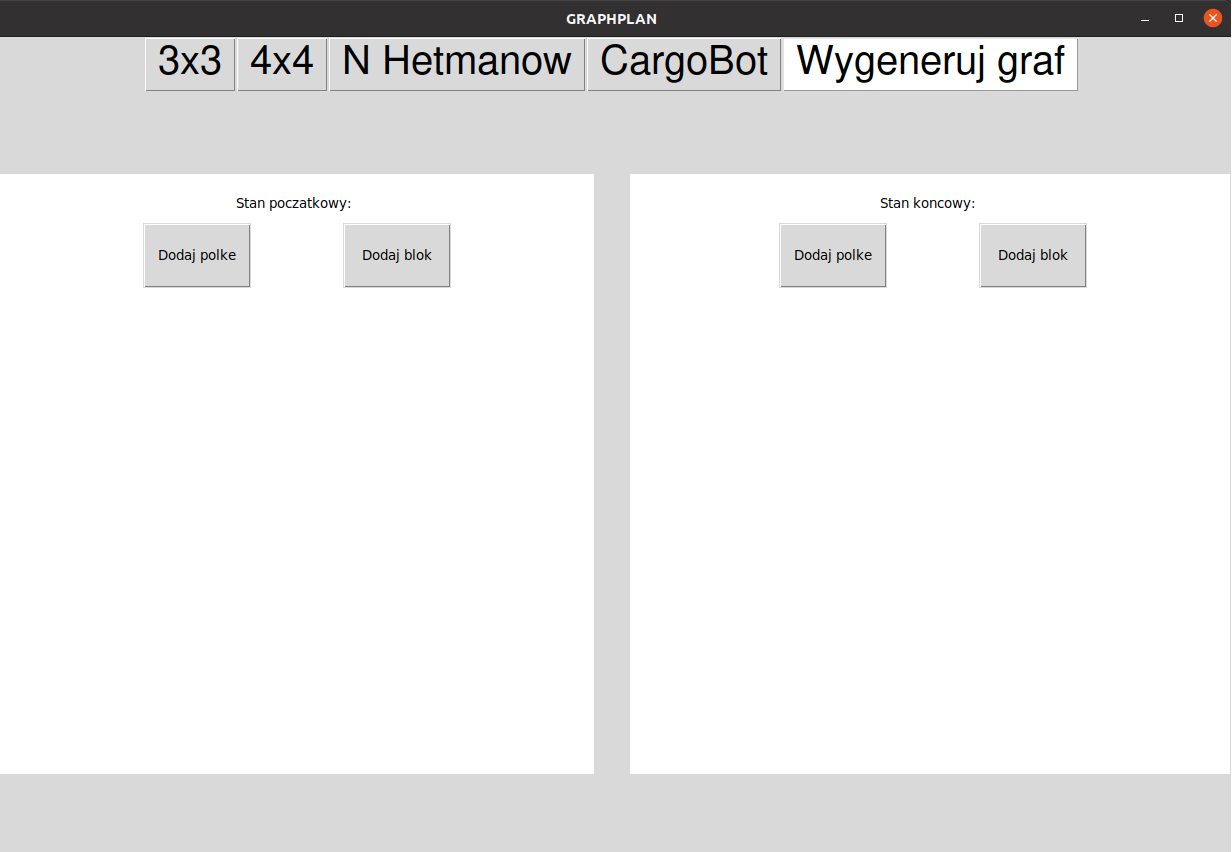 GRAPHPLAN
3x3 4x4 N Hetmanow CargoBot Wygeneruj graf
Stan poczatkowy:
Dodaj polke Dodaj blok
Stan koncowy:
Dodaj polke Dodaj blok